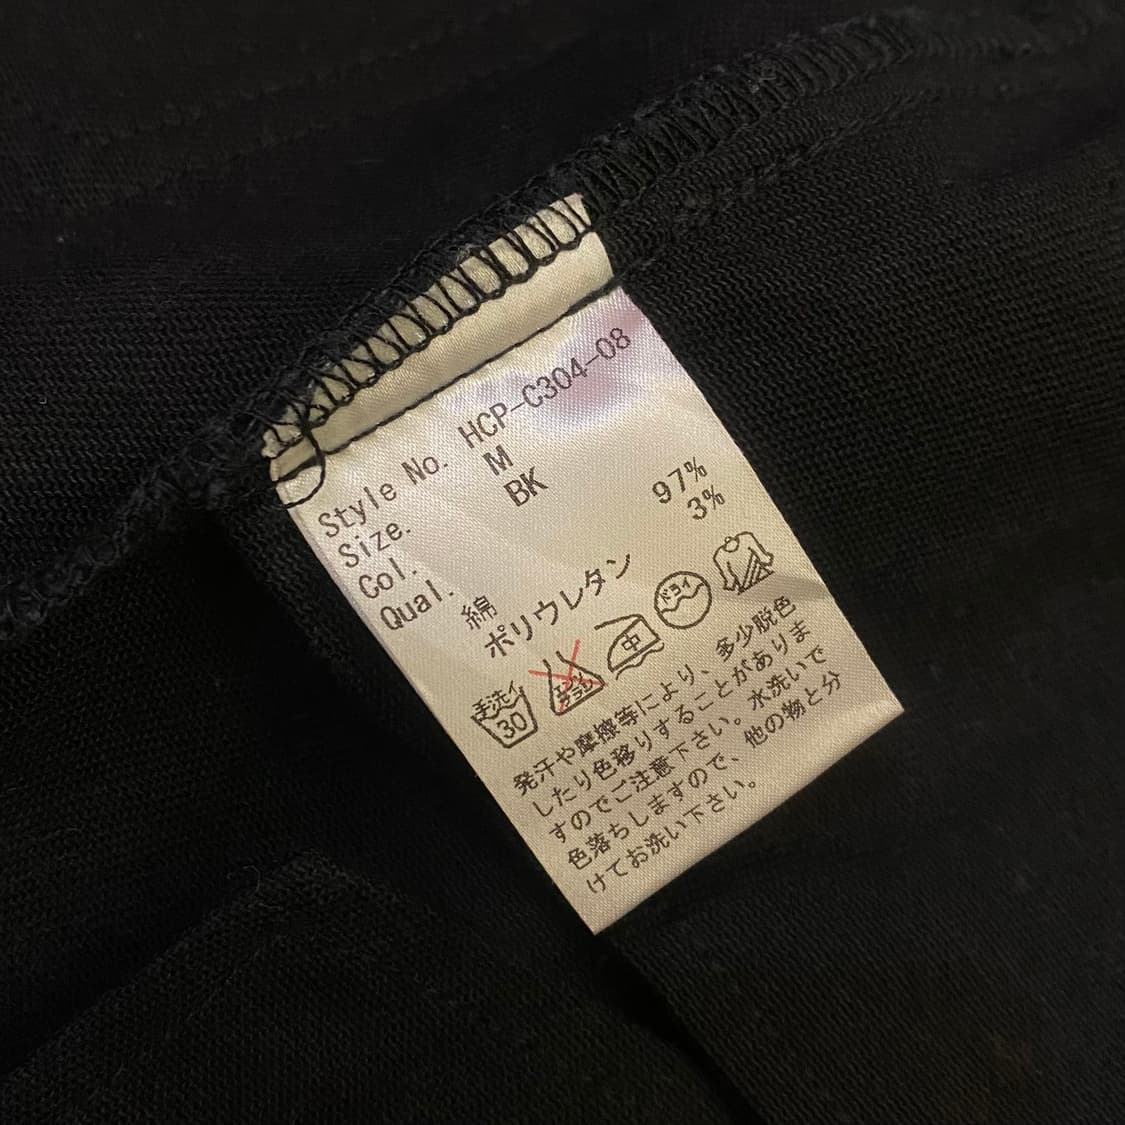 Style No. HCP-C304-08
Size. M
Col. BK
Qual.
綿 97%
ポリウレタン 3%
手洗イ 30 エンソサラシ 中 ドライ
発汗や摩擦等により、多少脱色
したり色移りすることがありま
すのでご注意下さい。水洗いで
色落ちしますので、他の物と分
けてお洗い下さい。